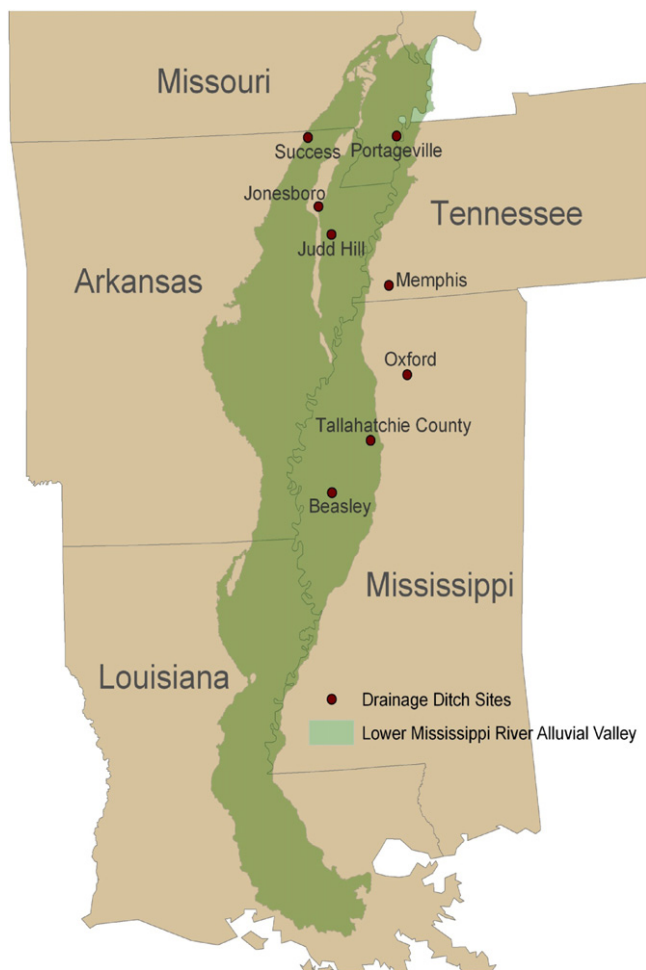 Missouri
Success
Portageville
Jonesboro
Tennessee
Judd Hill
Arkansas
Memphis
Oxford
Tallahatchie County
Beasley
Mississippi
Louisiana
Drainage Ditch Sites
Lower Mississippi River Alluvial Valley